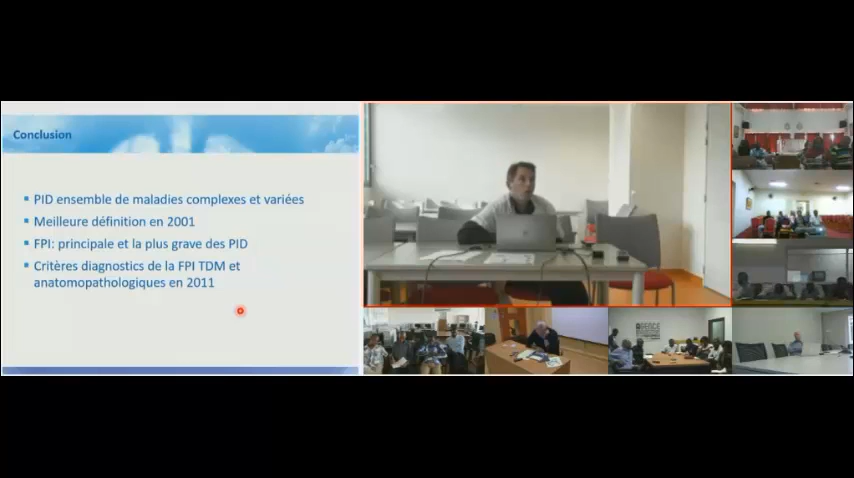 Conclusion
PID ensemble de maladies complexes et variées
Meilleure définition en 2001
FPI: principale et la plus grave des PID
Critères diagnostics de la FPI TDM et
anatomopathologiques en 2011